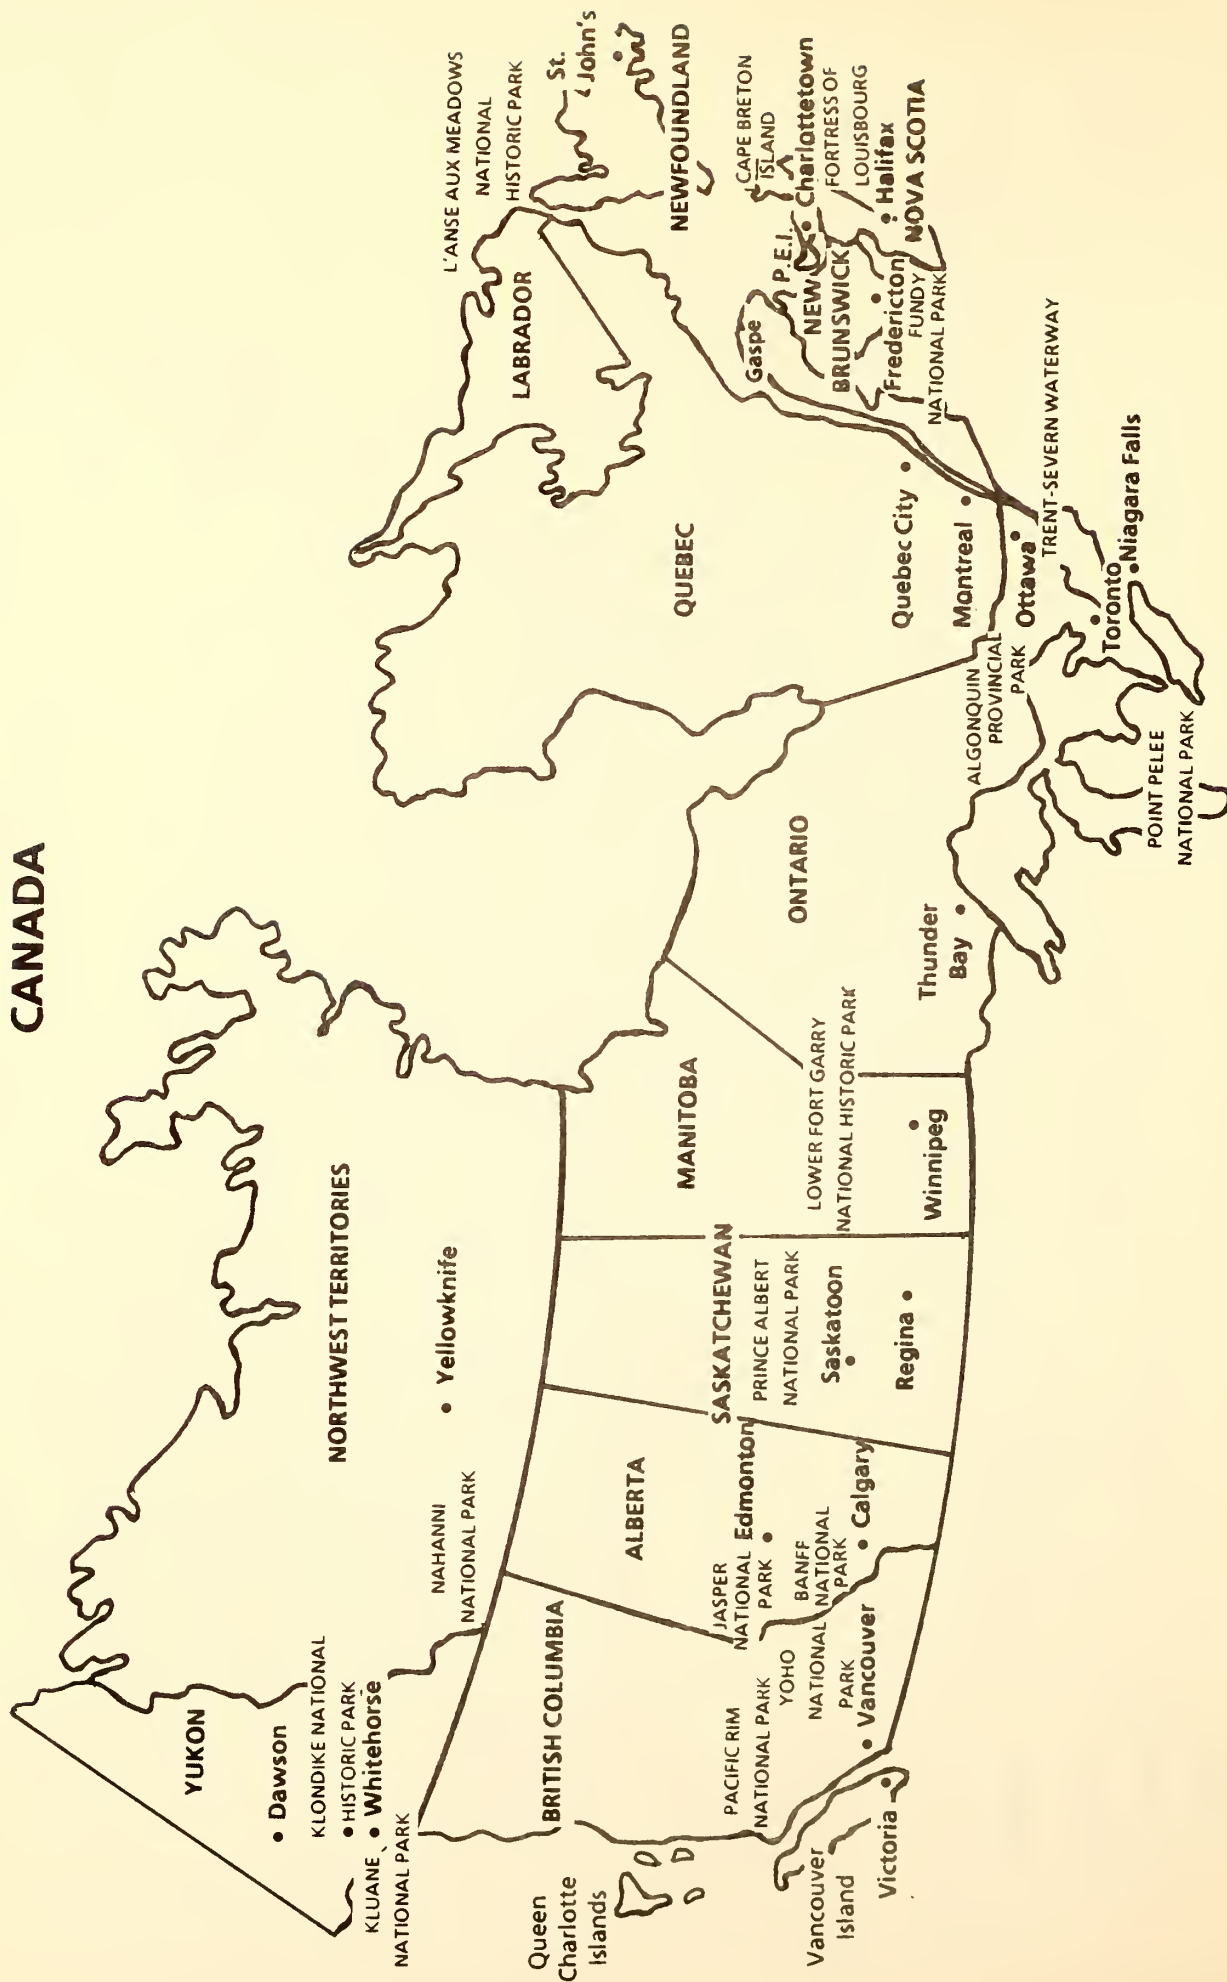 CANADA
YUKON
• Dawson
KLONDIKE NATIONAL
• HISTORIC PARK
• Whitehorse
KLUANE
NATIONAL PARK
NORTHWEST TERRITORIES
• Yellowknife
NAHANNI
NATIONAL PARK
BRITISH COLUMBIA
Queen
Charlotte
Islands
PACIFIC RIM
NATIONAL PARK
YOHO
NATIONAL
PARK
• Vancouver
Vancouver
Island
Victoria
ALBERTA
JASPER
NATIONAL
PARK
Edmonton
BANFF
NATIONAL
PARK
• Calgary
SASKATCHEWAN
PRINCE ALBERT
NATIONAL PARK
Saskatoon
Regina •
MANITOBA
LOWER FORT GARRY
NATIONAL HISTORIC PARK
Winnipeg
ONTARIO
Thunder
Bay
ALGONQUIN
PROVINCIAL
PARK
Ottawa
TRENT-SEVERN WATERWAY
Toronto
Niagara Falls
POINT PELEE
NATIONAL PARK
QUEBEC
Quebec City
Montreal
Gaspe
LABRADOR
L'ANSE AUX MEADOWS
NATIONAL
HISTORIC PARK
St.
John's
NEWFOUNDLAND
CAPE BRETON
ISLAND
P.E.I.
• Charlottetown
FORTRESS OF
LOUISBOURG
NEW
BRUNSWICK
Fredericton
FUNDY
NATIONAL PARK
• Halifax
NOVA SCOTIA